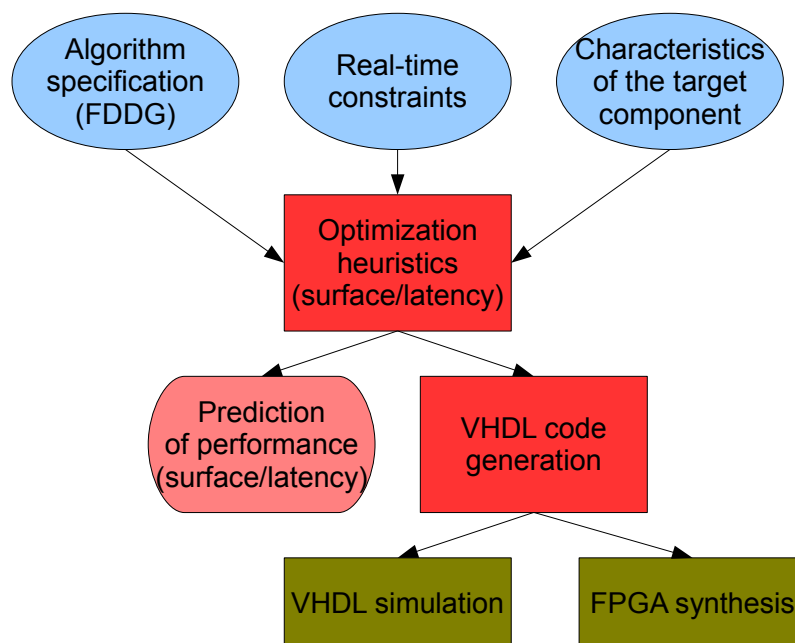 Algorithm
specification
(FDDG)
Real-time
constraints
Characteristics
of the target
component
Optimization
heuristics
(surface/latency)
Prediction
of performance
(surface/latency)
VHDL code
generation
VHDL simulation
FPGA synthesis